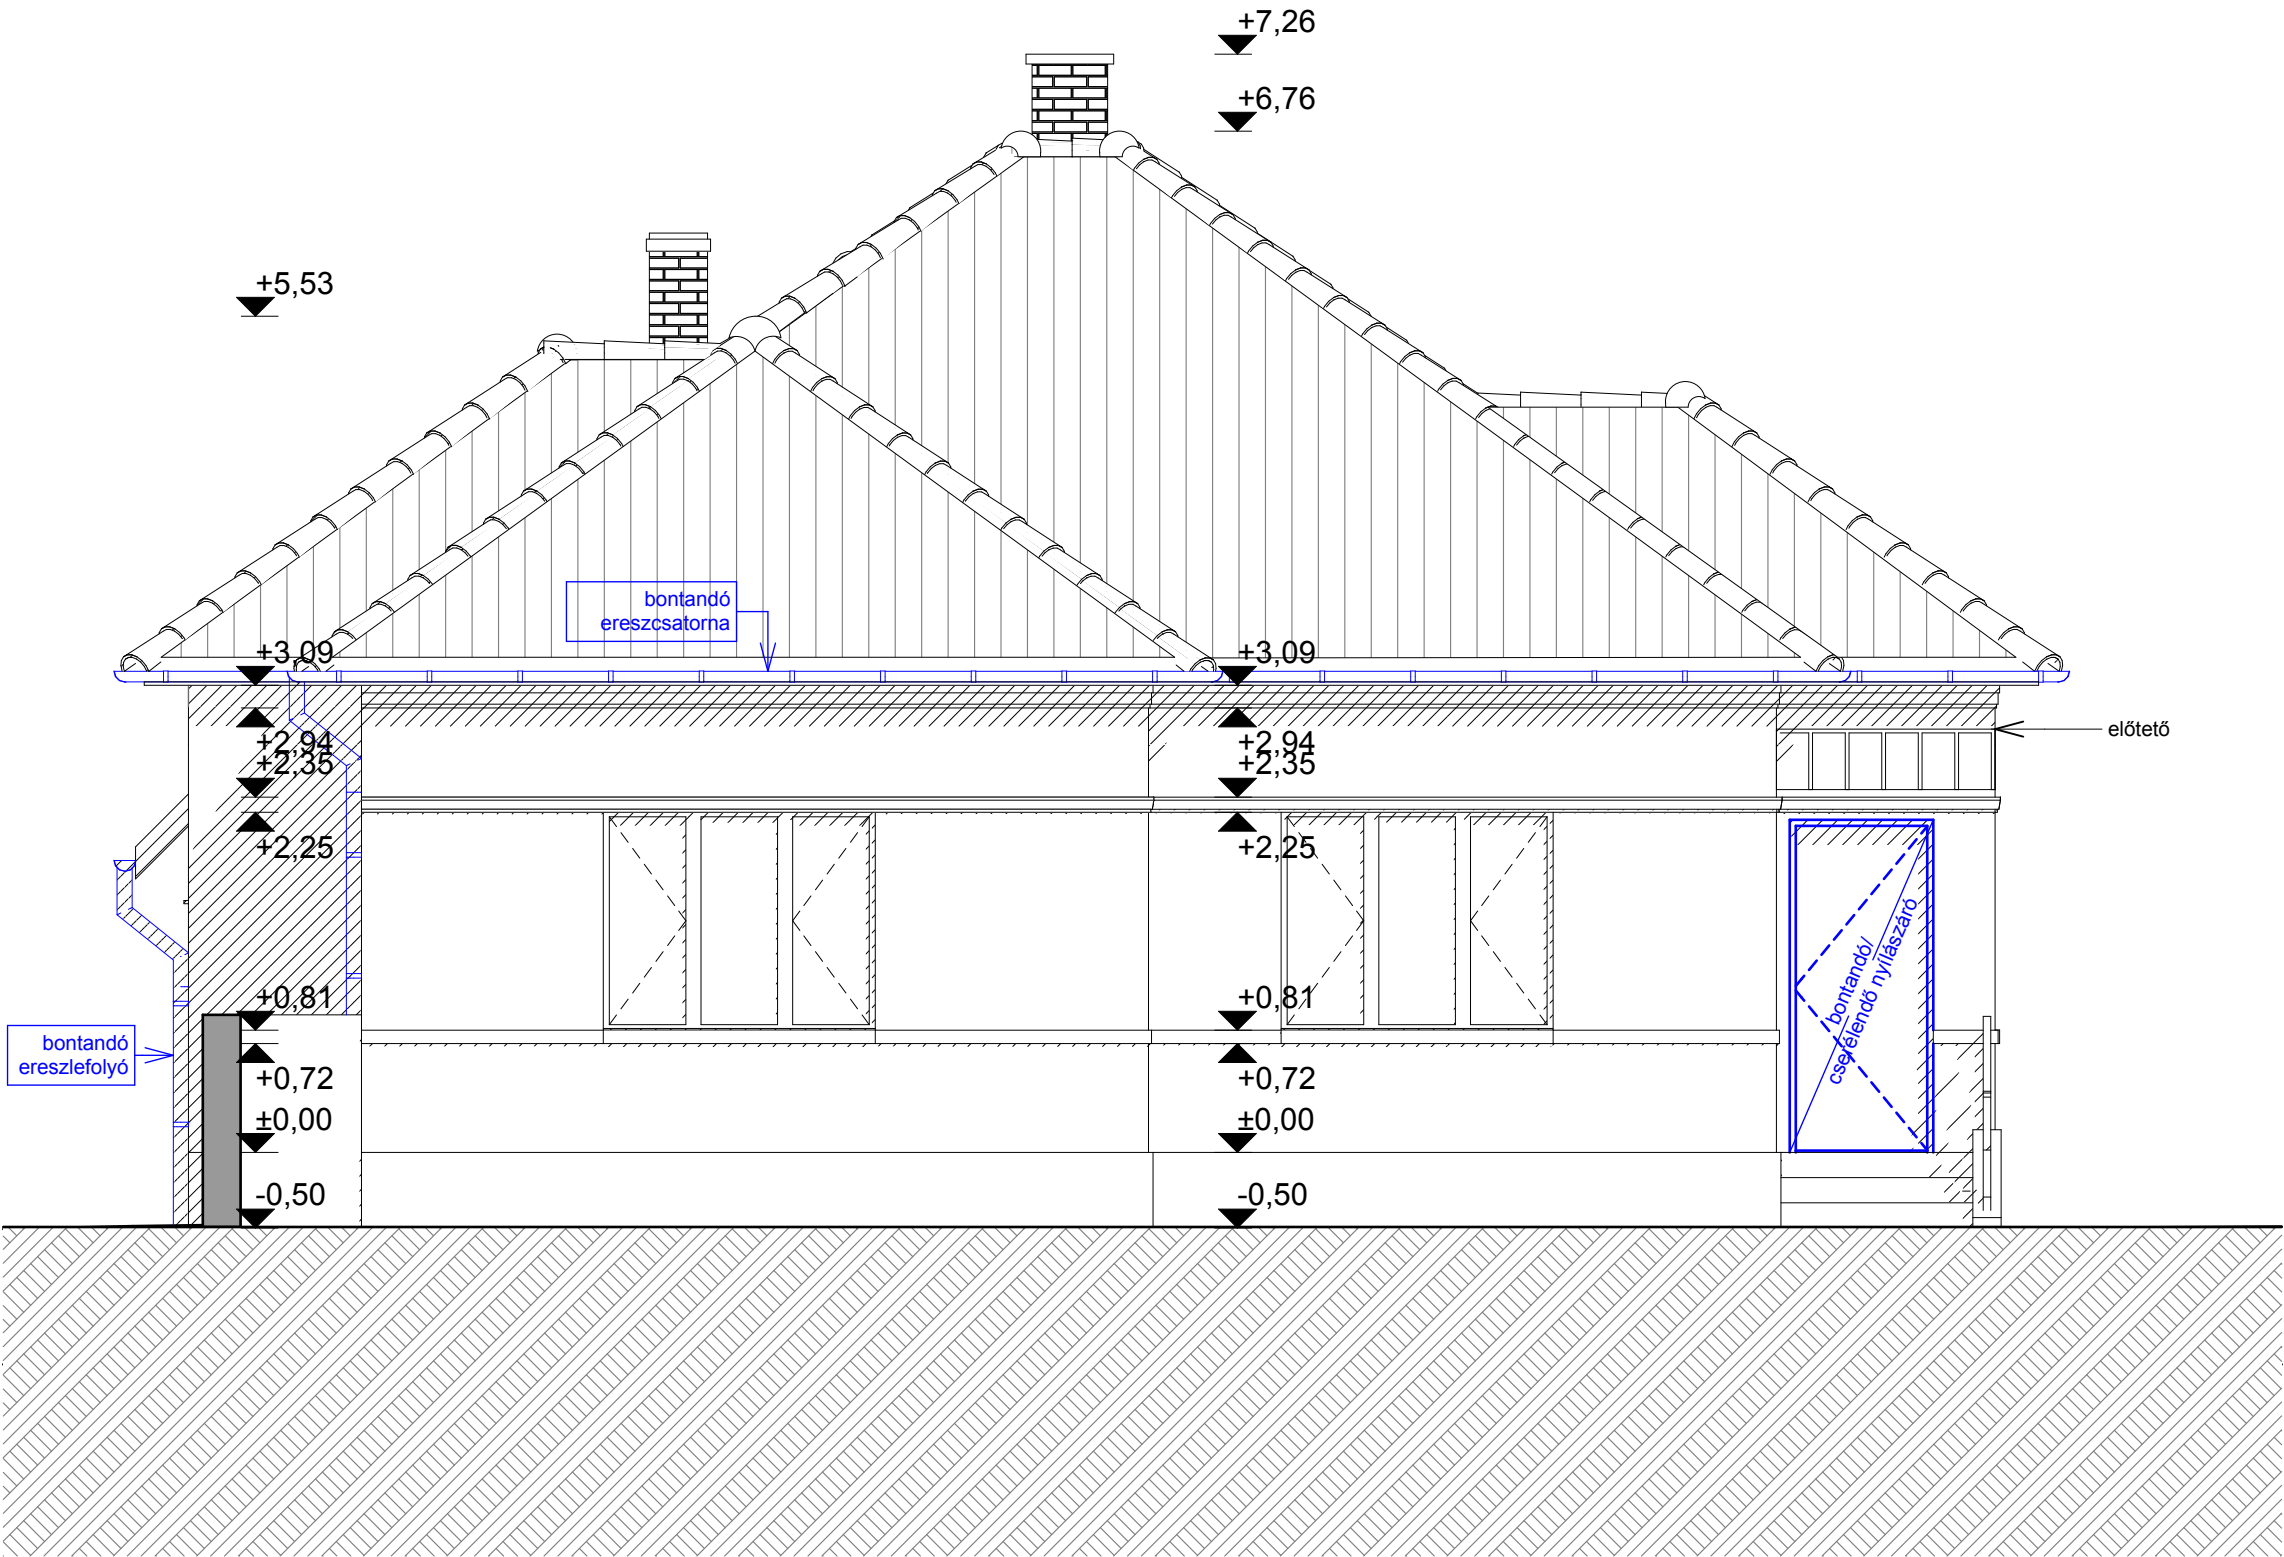 +7,26
+6,76
+5,53
bontandó
ereszcsatorna
+3,09
+3,09
+2,94
+2,35
+2,94
+2,35
előtető
+2,25
+2,25
bontandó/
cserélendő nyílászáró
+0,81
+0,81
bontandó
ereszlefolyó
+0,72
+0,72
±0,00
±0,00
-0,50
-0,50